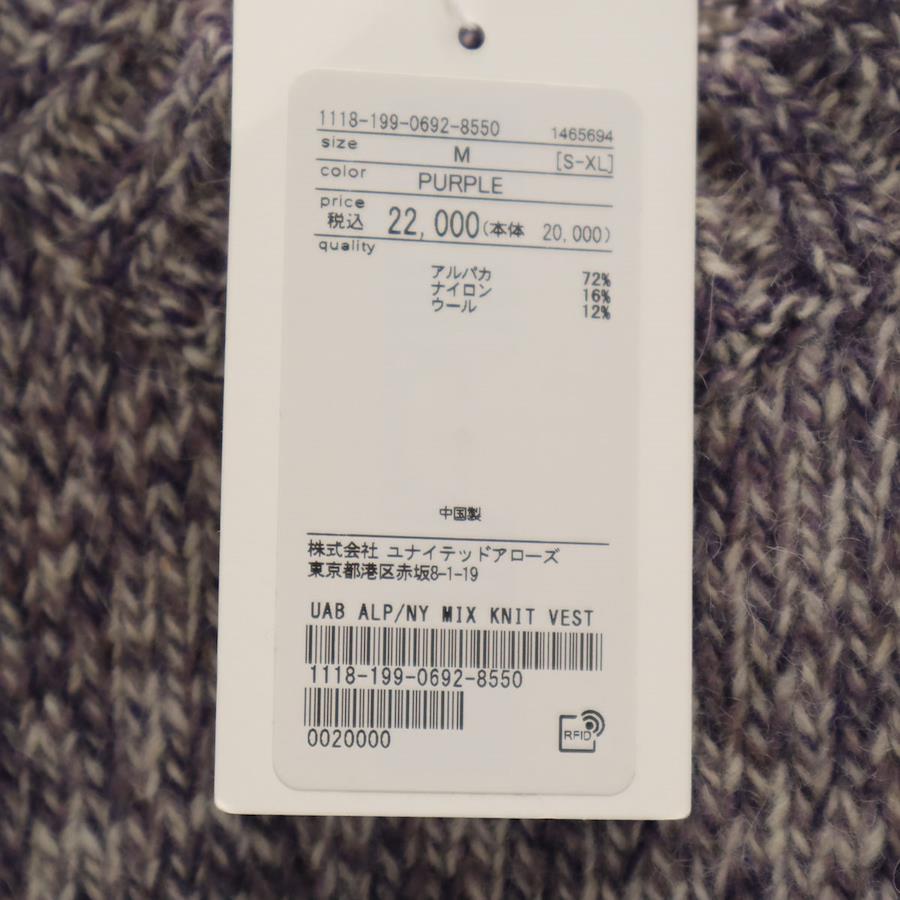 1118-199-0692-8550 1465694
size M [S-XL]
color PURPLE
price
税込 22,000(本体 20,000)
quality
アルパカ 72%
ナイロン 16%
ウール 12%
中国製
株式会社 ユナイテッドアローズ
東京都港区赤坂8-1-19
UAB ALP/NY MIX KNIT VEST
1118-199-0692-8550
0020000
RFID